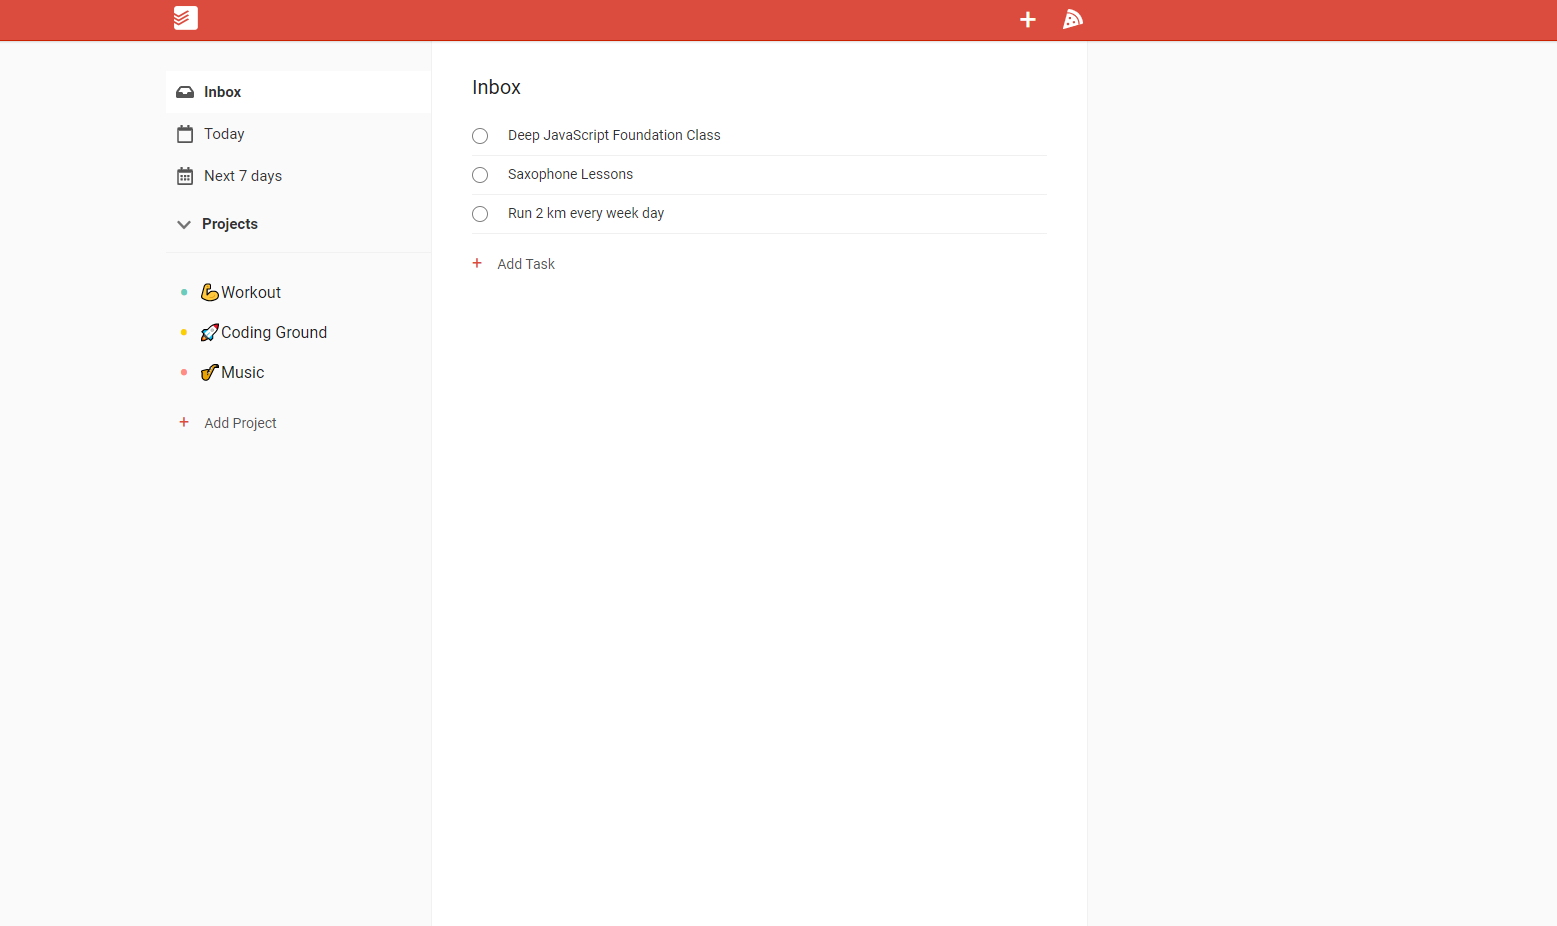 Inbox
Today
Next 7 days
Projects
Workout
Coding Ground
Music
+ Add Project
Inbox
Deep JavaScript Foundation Class
Saxophone Lessons
Run 2 km every week day
+ Add Task